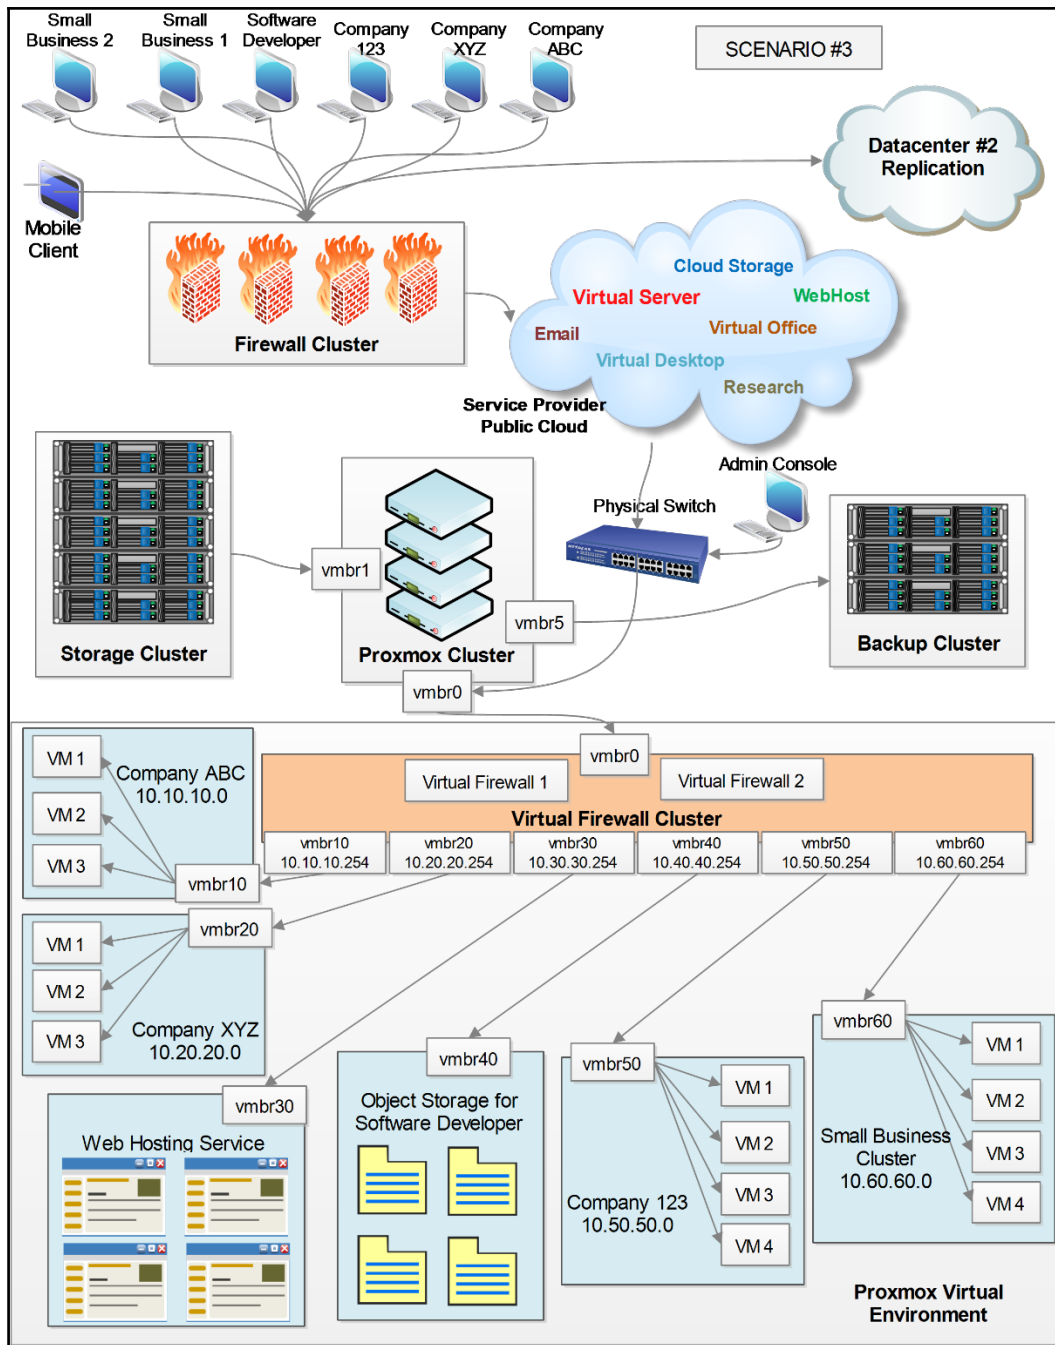 Small
Business 2
Small
Business 1
Software
Developer
Company
123
Company
XYZ
Company
ABC
SCENARIO #3
Datacenter #2
Replication
Mobile
Client
Firewall Cluster
Cloud Storage
Virtual Server
WebHost
Email
Virtual Office
Virtual Desktop
Research
Service Provider
Public Cloud
Admin Console
Physical Switch
vmbr1
vmbr5
Storage Cluster
Proxmox Cluster
Backup Cluster
vmbr0
vmbr0
VM 1
Company ABC
10.10.10.0
VM 2
VM 3
vmbr10
Virtual Firewall 1
Virtual Firewall 2
Virtual Firewall Cluster
vmbr10
10.10.10.254
vmbr20
10.20.20.254
vmbr30
10.30.30.254
vmbr40
10.40.40.254
vmbr50
10.50.50.254
vmbr60
10.60.60.254
vmbr20
VM 1
VM 2
VM 3
Company XYZ
10.20.20.0
vmbr30
Web Hosting Service
vmbr40
Object Storage for
Software Developer
vmbr50
VM 1
VM 2
VM 3
VM 4
Company 123
10.50.50.0
vmbr60
VM 1
VM 2
VM 3
VM 4
Small Business
Cluster
10.60.60.0
Proxmox Virtual
Environment